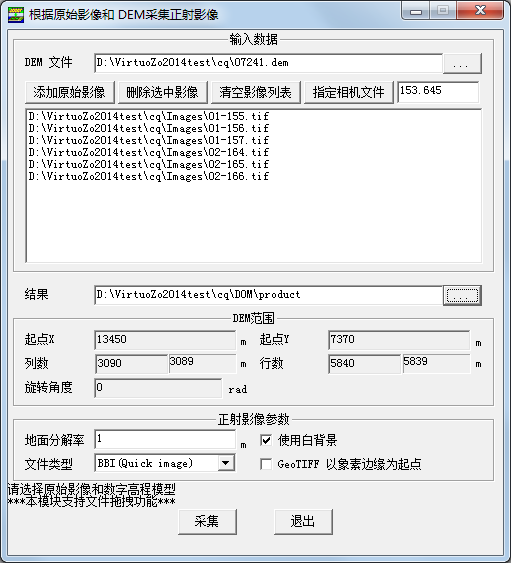 根据原始影像和 DEM采集正射影像
输入数据
DEM 文件 D:\VirtuoZo2014test\cq\07241.dem ...
添加原始影像 删除选中影像 清空影像列表 指定相机文件 153.645
D:\VirtuoZo2014test\cq\Images\01-155.tif
D:\VirtuoZo2014test\cq\Images\01-156.tif
D:\VirtuoZo2014test\cq\Images\01-157.tif
D:\VirtuoZo2014test\cq\Images\02-164.tif
D:\VirtuoZo2014test\cq\Images\02-165.tif
D:\VirtuoZo2014test\cq\Images\02-166.tif
结果 D:\VirtuoZo2014test\cq\DOM\product ...
DEM范围
起点X 13450 m 起点Y 7370 m
列数 3090 3089 m 行数 5840 5839 m
旋转角度 0 rad
正射影像参数
地面分解率 1 m 使用白背景
文件类型 BBI(Quick image) GeoTIFF 以象素边缘为起点
请选择原始影像和数字高程模型
***本模块支持文件拖拽功能***
采集 退出